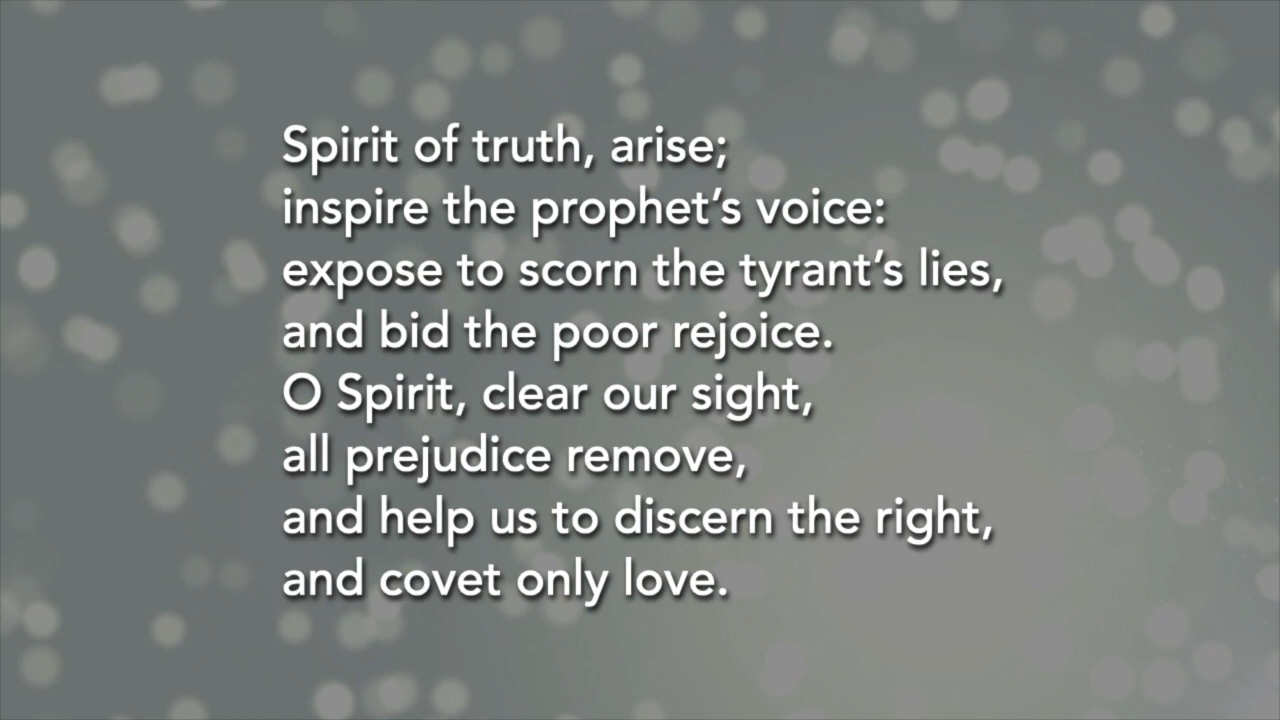 Spirit of truth, arise;
inspire the prophet’s voice:
expose to scorn the tyrant’s lies,
and bid the poor rejoice.
O Spirit, clear our sight,
all prejudice remove,
and help us to discern the right,
and covet only love.